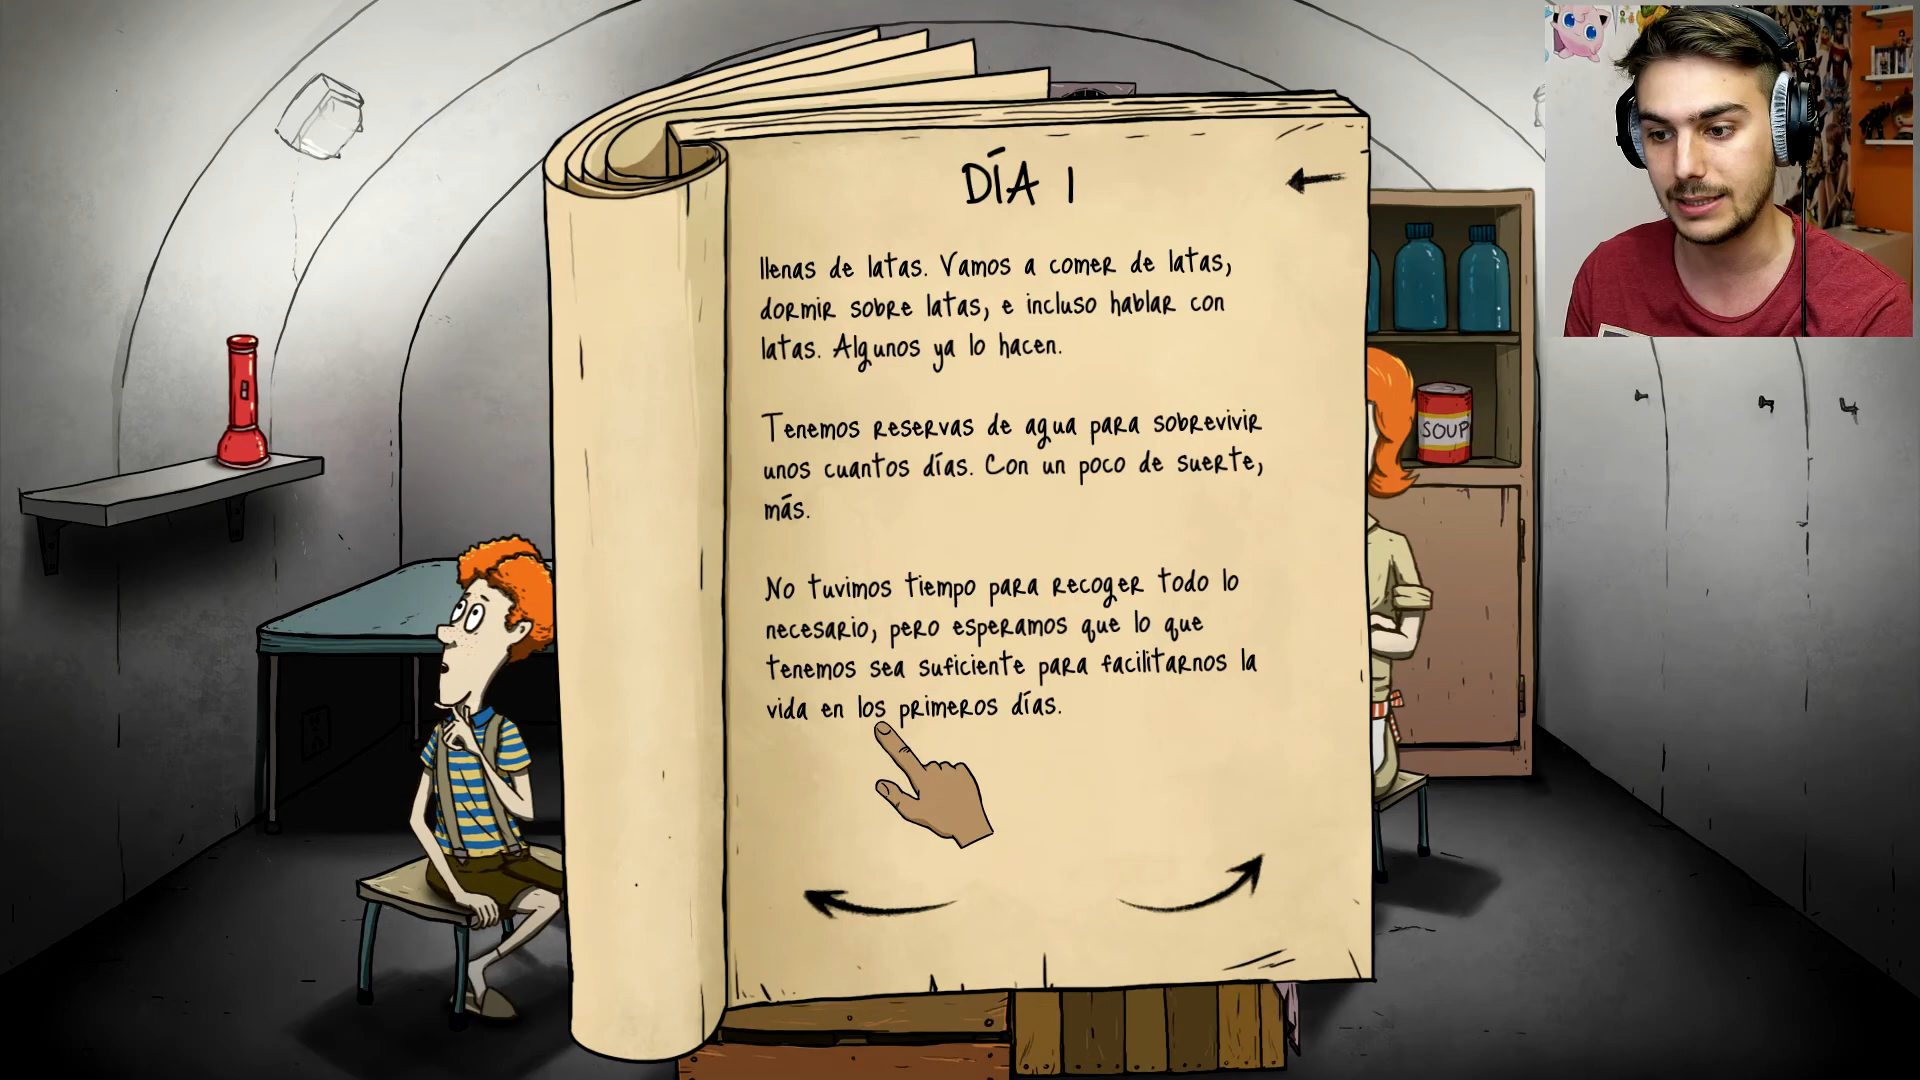 DÍA 1
llenas de latas. Vamos a comer de latas,
dormir sobre latas, e incluso hablar con
latas. Algunos ya lo hacen.
Tenemos reservas de agua para sobrevivir
unos cuantos días. Con un poco de suerte,
más.
No tuvimos tiempo para recoger todo lo
necesario, pero esperamos que lo que
tenemos sea suficiente para facilitarnos la
vida en los primeros días.
SOUP